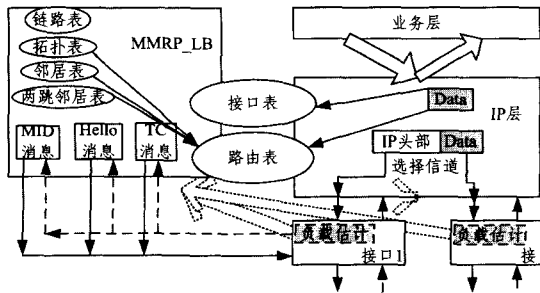 链路表
拓扑表
邻居表
两跳邻居表
MMRP_LB
MID
消息
Hello
消息
TC
消息
接口表
路由表
业务层
Data
IP层
IP头部
Data
选择信道
负载估计
接口1
负载估计
接口